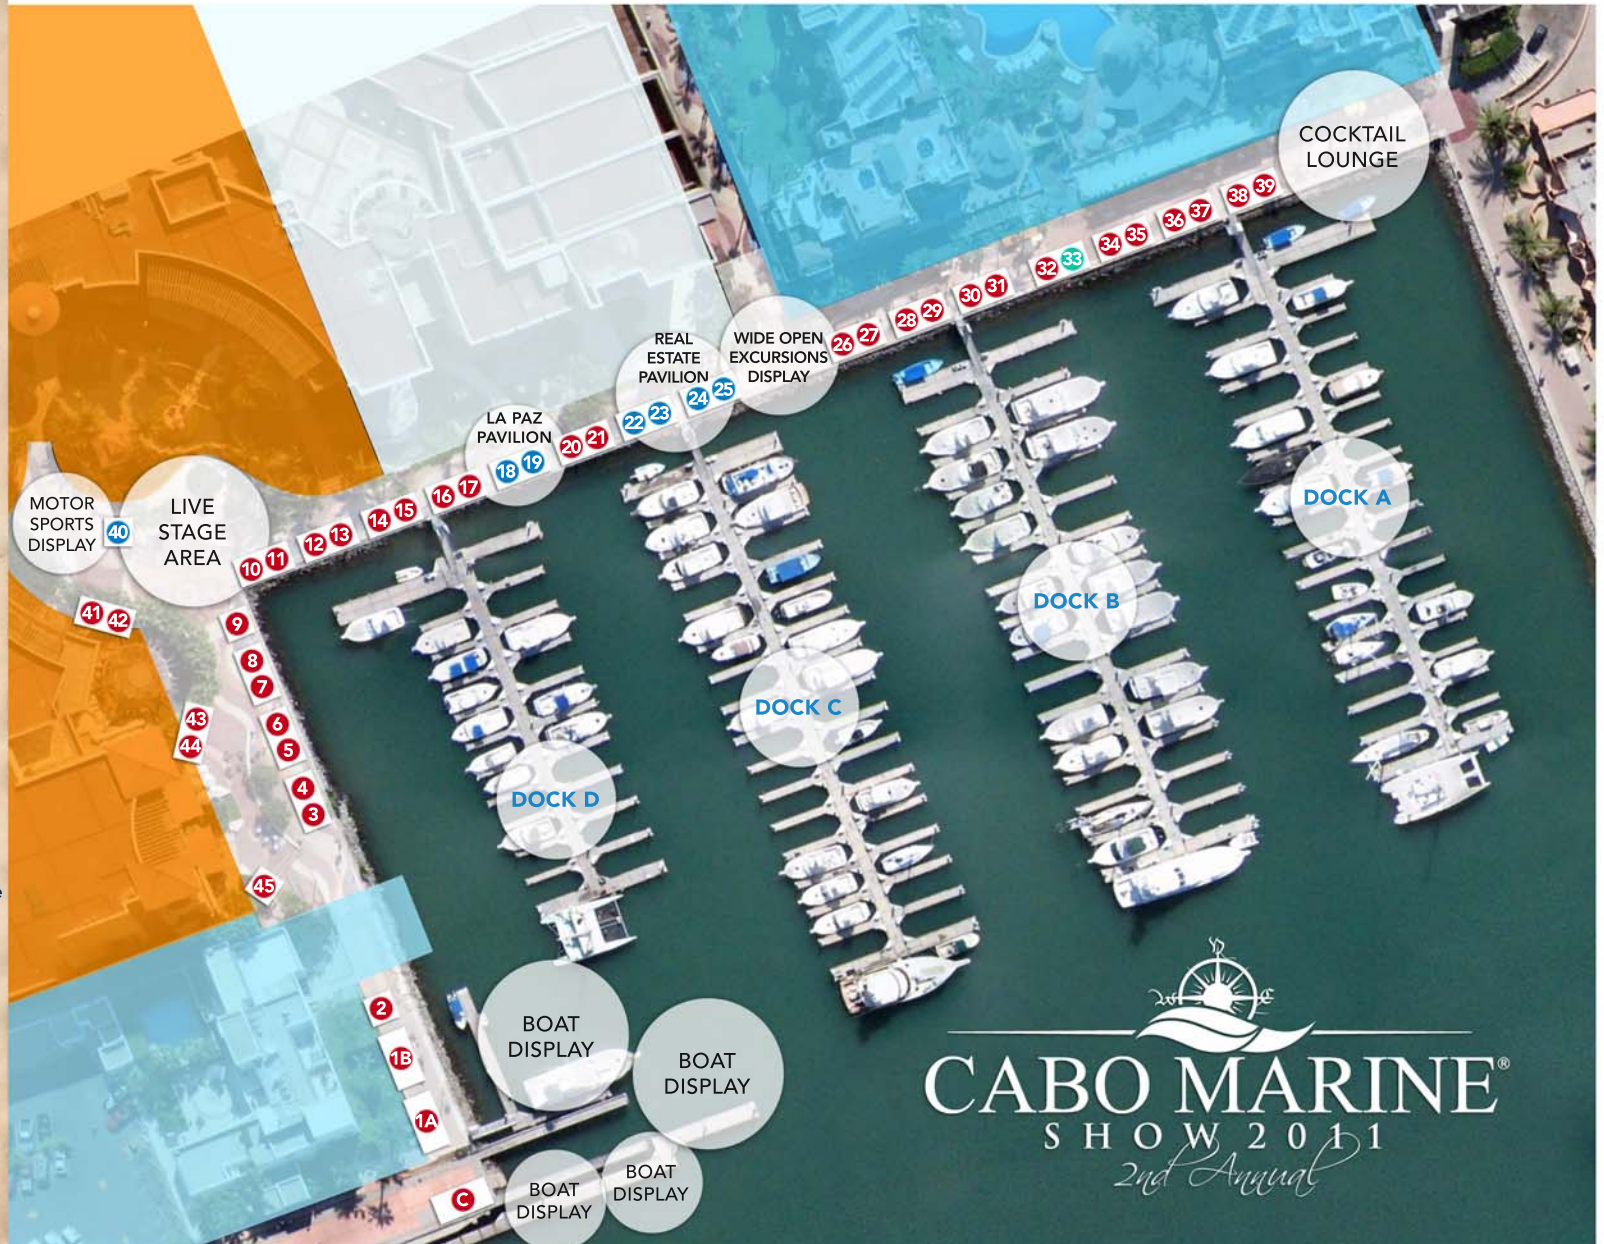 COCKTAIL
LOUNGE
38 39
36 37
34 35
32 33
30 31
28 29
26 27
WIDE OPEN
EXCURSIONS
DISPLAY
REAL
ESTATE
PAVILION
24 25
22 23
20 21
LA PAZ
PAVILION
18 19
16 17
14 15
12 13
10 11
LIVE
STAGE
AREA
MOTOR
SPORTS
DISPLAY
40
41 42
9
8
7
6
5
4
3
43
44
45
DOCK A
DOCK B
DOCK C
DOCK D
2
1B
1A
C
BOAT
DISPLAY
BOAT
DISPLAY
BOAT
DISPLAY
BOAT
DISPLAY
CABO MARINE®
SHOW 2011
2nd Annual